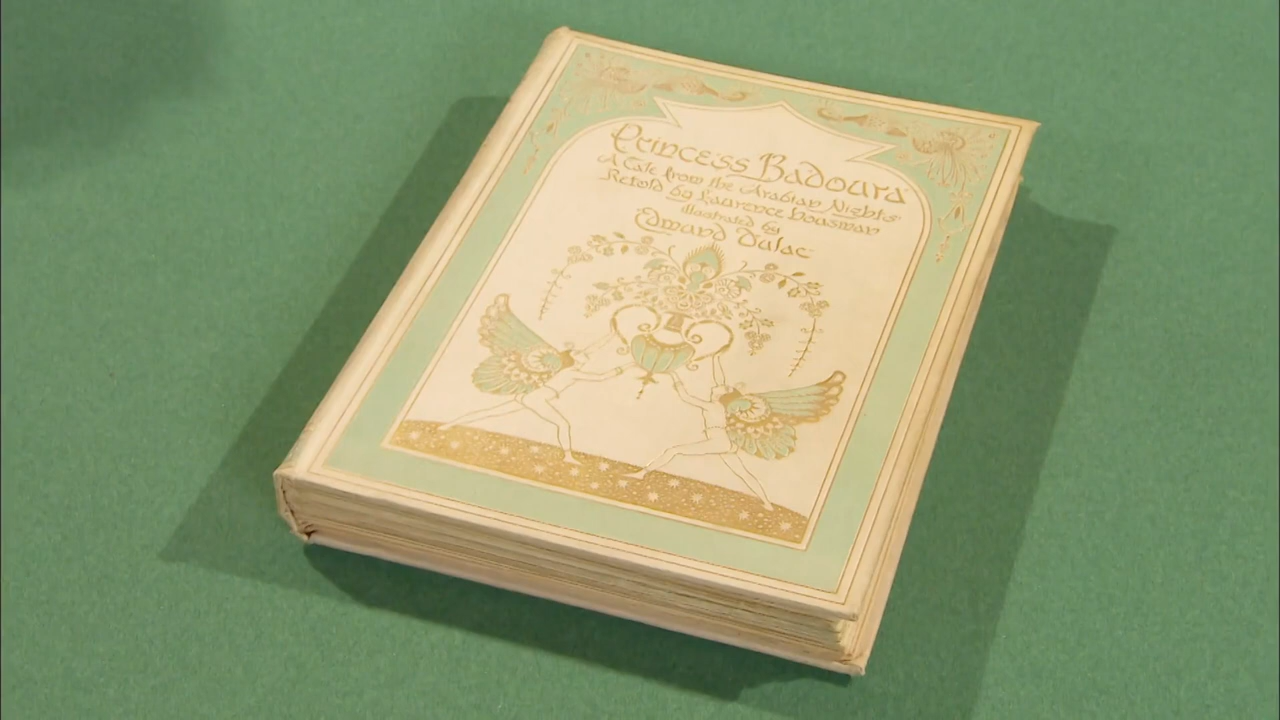 Princess Badoura
A Tale from the Arabian Nights
Retold by Laurence Housman
illustrated by
Edmund Dulac